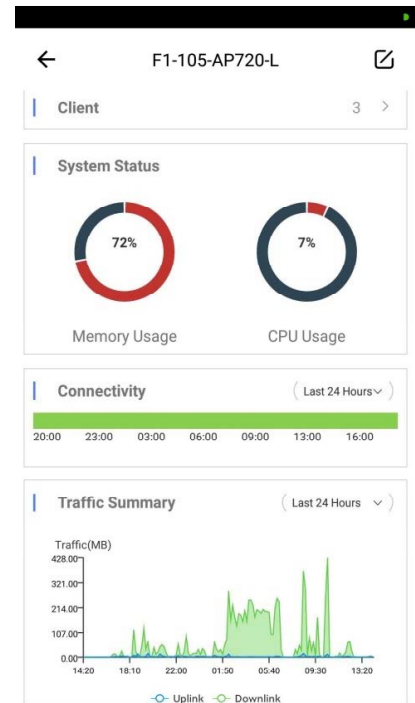 F1-105-AP720-L
Client 3
System Status
72% 7%
Memory Usage CPU Usage
Connectivity Last 24 Hours
20:00 23:00 03:00 06:00 09:00 13:00 16:00
Traffic Summary Last 24 Hours
Traffic(MB)
428.00
321.00
214.00
107.00
0.00
14:20 18:10 22:00 01:50 05:40 09:30 13:20
Uplink Downlink